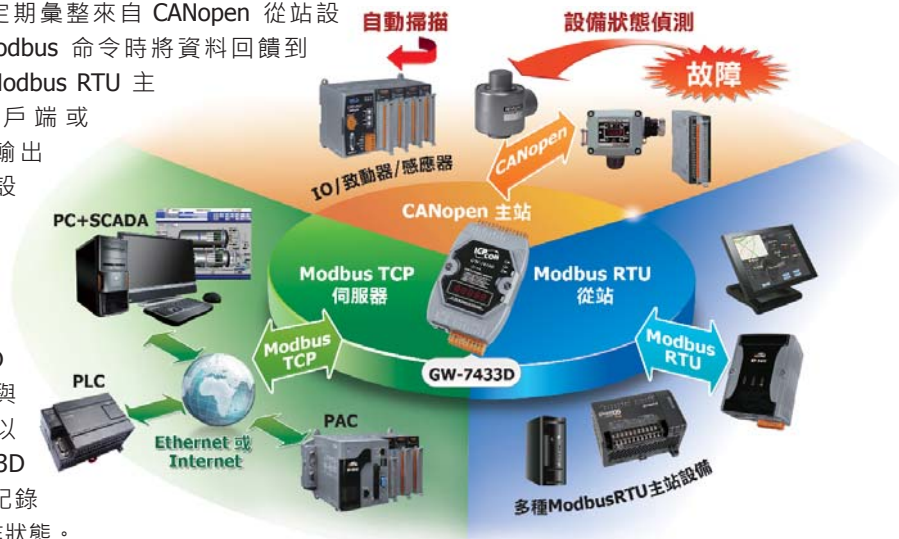 定期彙整來自 CANopen 從站設
odbus 命令時將資料回饋到
Modbus RTU 主
戶端或
輸出
設
D
與
以
3D
記錄
狀態。
自動掃描
設備狀態偵測
故障
CANopen
IO/致動器/感應器
CANopen 主站
PC+SCADA
Modbus TCP
伺服器
Modbus RTU
從站
ICP CON
Modbus
TCP
Modbus
RTU
GW-7433D
PLC
Ethernet 或
Internet
PAC
多種ModbusRTU主站設備